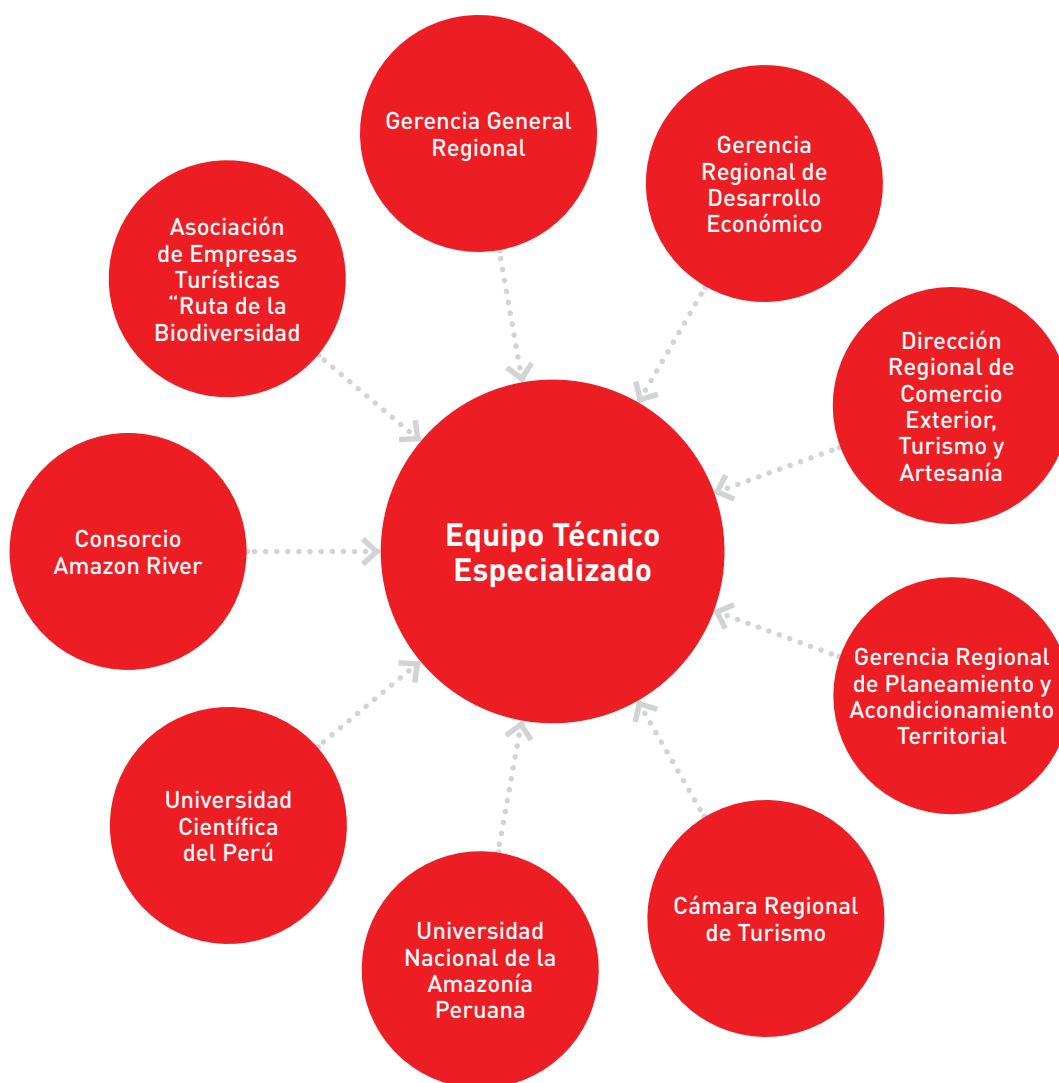 Gerencia General
Regional
Gerencia
Regional de
Desarrollo
Económico
Asociación
de Empresas
Turísticas
“Ruta de la
Biodiversidad
Dirección
Regional de
Comercio
Exterior,
Turismo y
Artesanía
Equipo Técnico
Especializado
Consorcio
Amazon River
Gerencia Regional
de Planeamiento y
Acondicionamiento
Territorial
Universidad
Científica
del Perú
Cámara Regional
de Turismo
Universidad
Nacional de la
Amazonía
Peruana